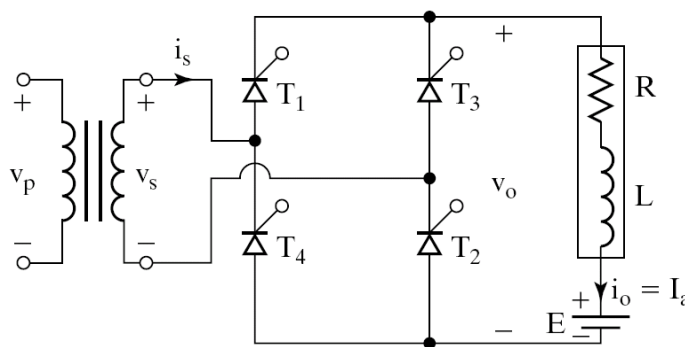 i_s
+
R
+
+
T_1
T_3
v_p
v_s
v_o
L
T_4
T_2
−
−
+
i_o = I_a
−
E
−